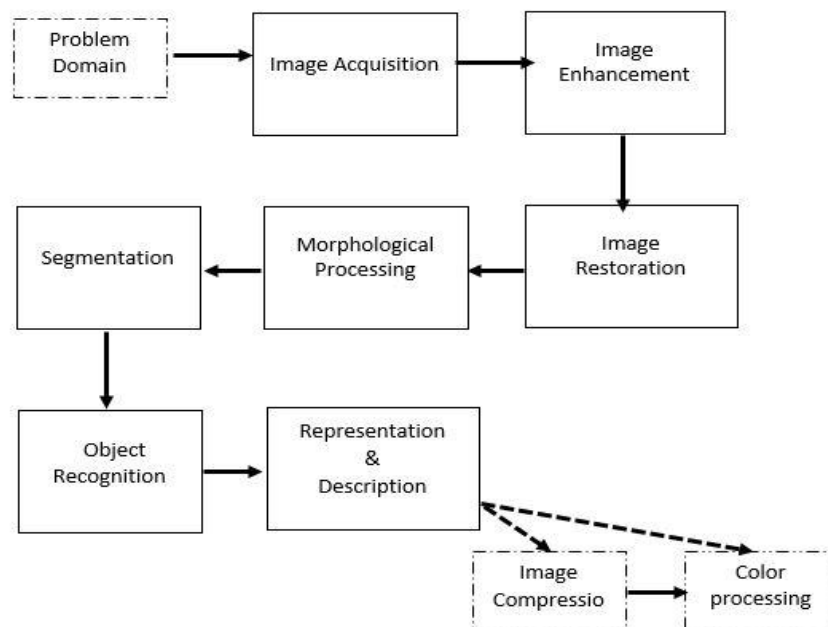 Problem
Domain
Image Acquisition
Image
Enhancement
Segmentation
Morphological
Processing
Image
Restoration
Object
Recognition
Representation
&
Description
Image
Compressio
Color
processing